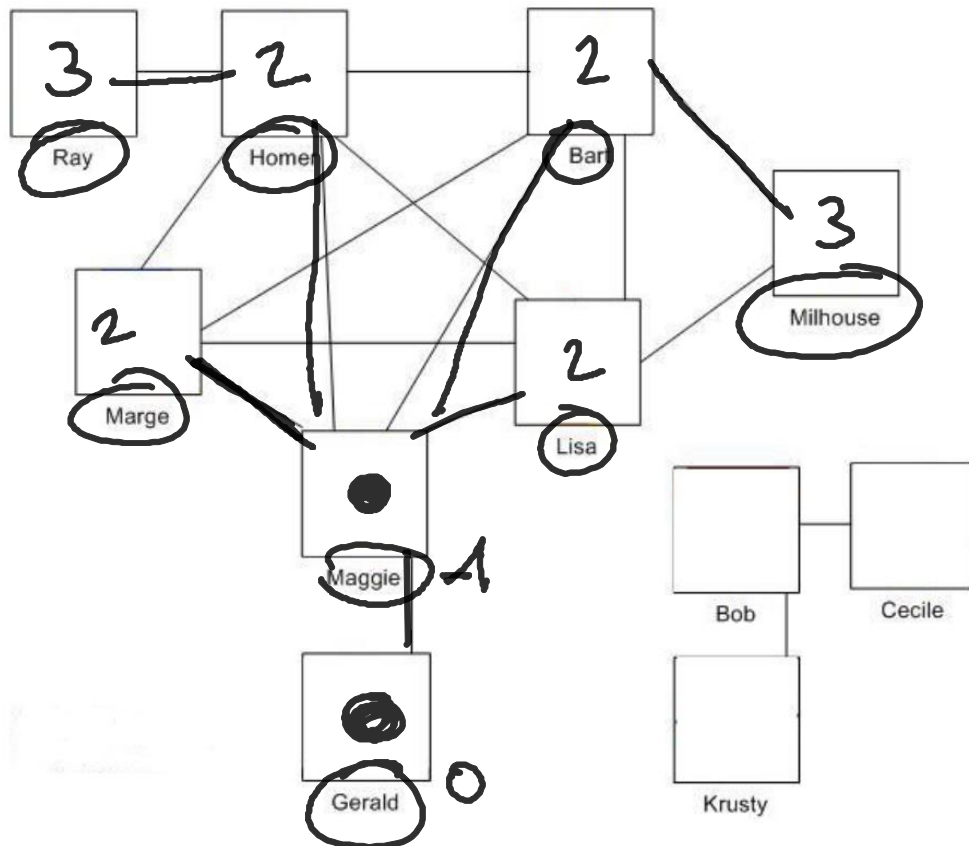 3 2 2
Ray Homer Bart
3
Milhouse
2 2
Marge Lisa
Maggie 1
Bob Cecile
Gerald 0
Krusty